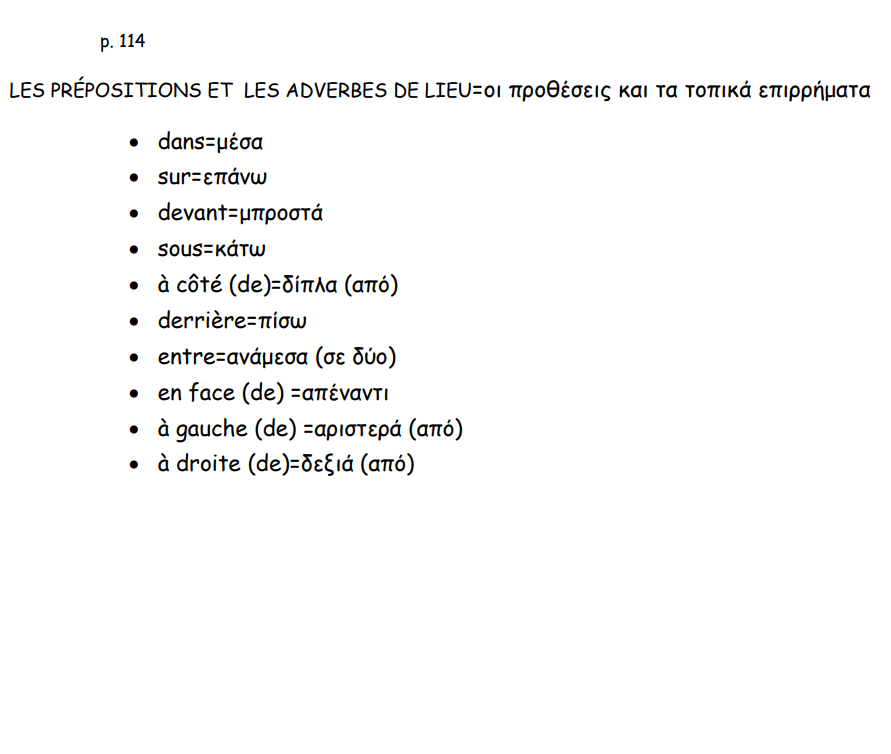 p. 114
LES PRÉPOSITIONS ET LES ADVERBES DE LIEU=οι προθέσεις και τα τοπικά επιρρήματα
• dans=μέσα
• sur=επάνω
• devant=μπροστά
• sous=κάτω
• à côté (de)=δίπλα (από)
• derrière=πίσω
• entre=ανάμεσα (σε δύο)
• en face (de) =απέναντι
• à gauche (de) =αριστερά (από)
• à droite (de)=δεξιά (από)